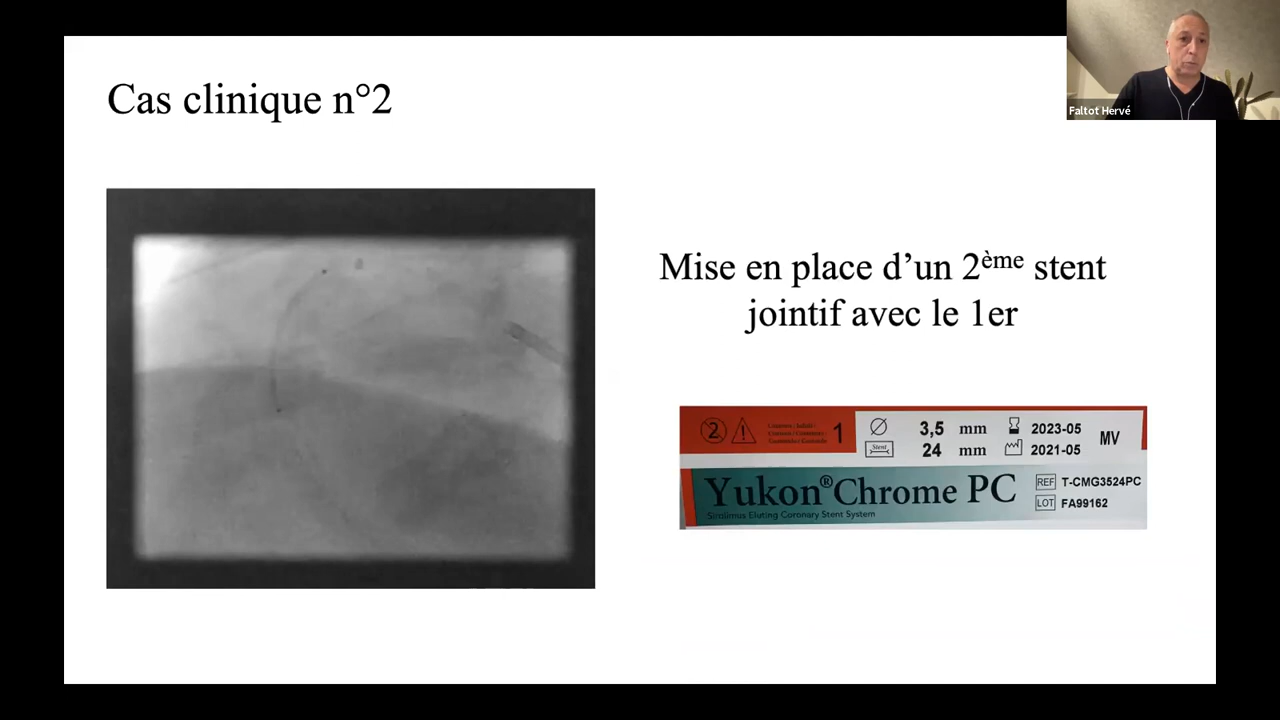 Cas clinique n°2
Faltot Hervé
Mise en place d’un 2ème stent
jointif avec le 1er
2
1
3,5 mm
2023-05
Stent
24 mm
2021-05
MV
Yukon®Chrome PC
Sirolimus Eluting Coronary Stent System
REF T-CMG3524PC
LOT FA99162